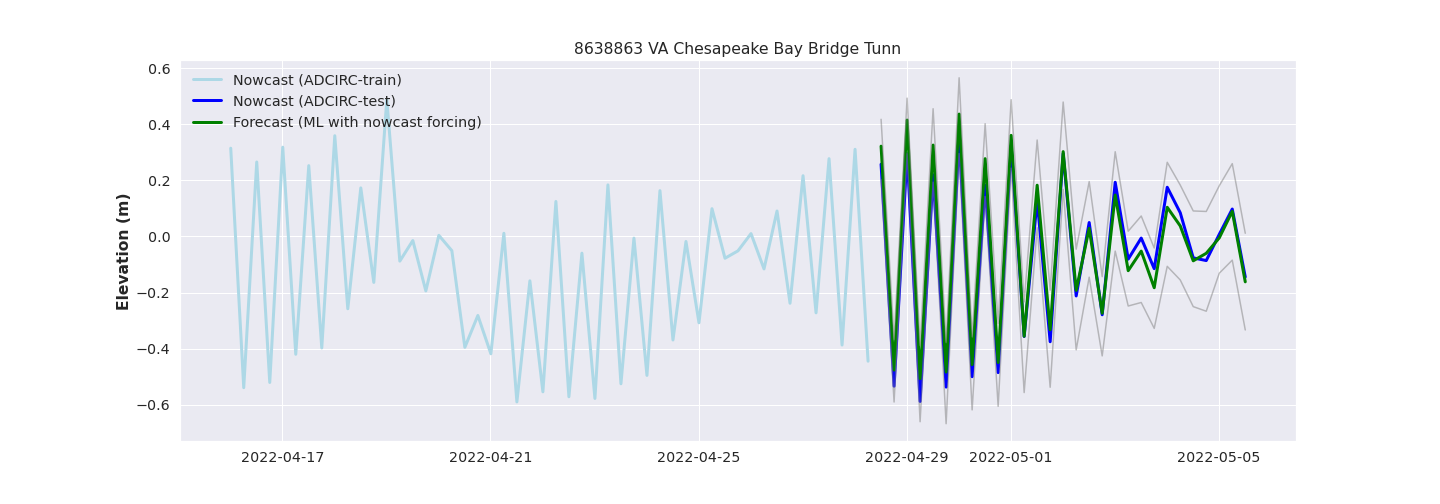 8638863 VA Chesapeake Bay Bridge Tunn
Nowcast (ADCIRC-train)
Nowcast (ADCIRC-test)
Forecast (ML with nowcast forcing)
Elevation (m)
0.6
0.4
0.2
0.0
−0.2
−0.4
−0.6
2022-04-17 2022-04-21 2022-04-25 2022-04-29 2022-05-01 2022-05-05